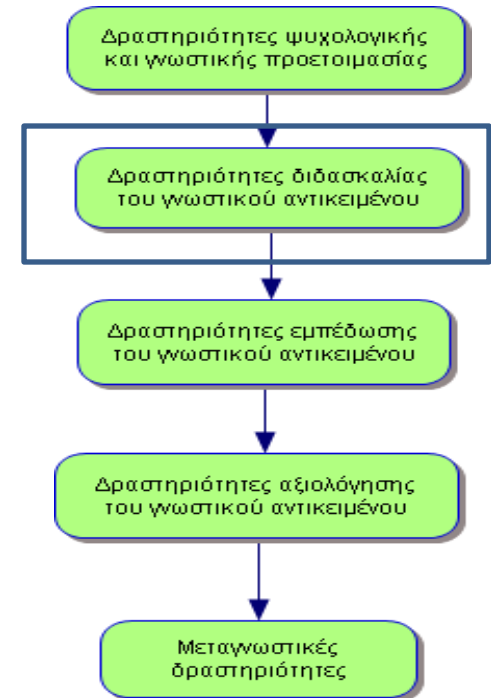 Δραστηριότητες ψυχολογικής
και γνωστικής προετοιμασίας
Δραστηριότητες διδασκαλίας
του γνωστικού αντικειμένου
Δραστηριότητες εμπέδωσης
του γνωστικού αντικειμένου
Δραστηριότητες αξιολόγησης
του γνωστικού αντικειμένου
Μεταγνωστικές
δραστηριότητες